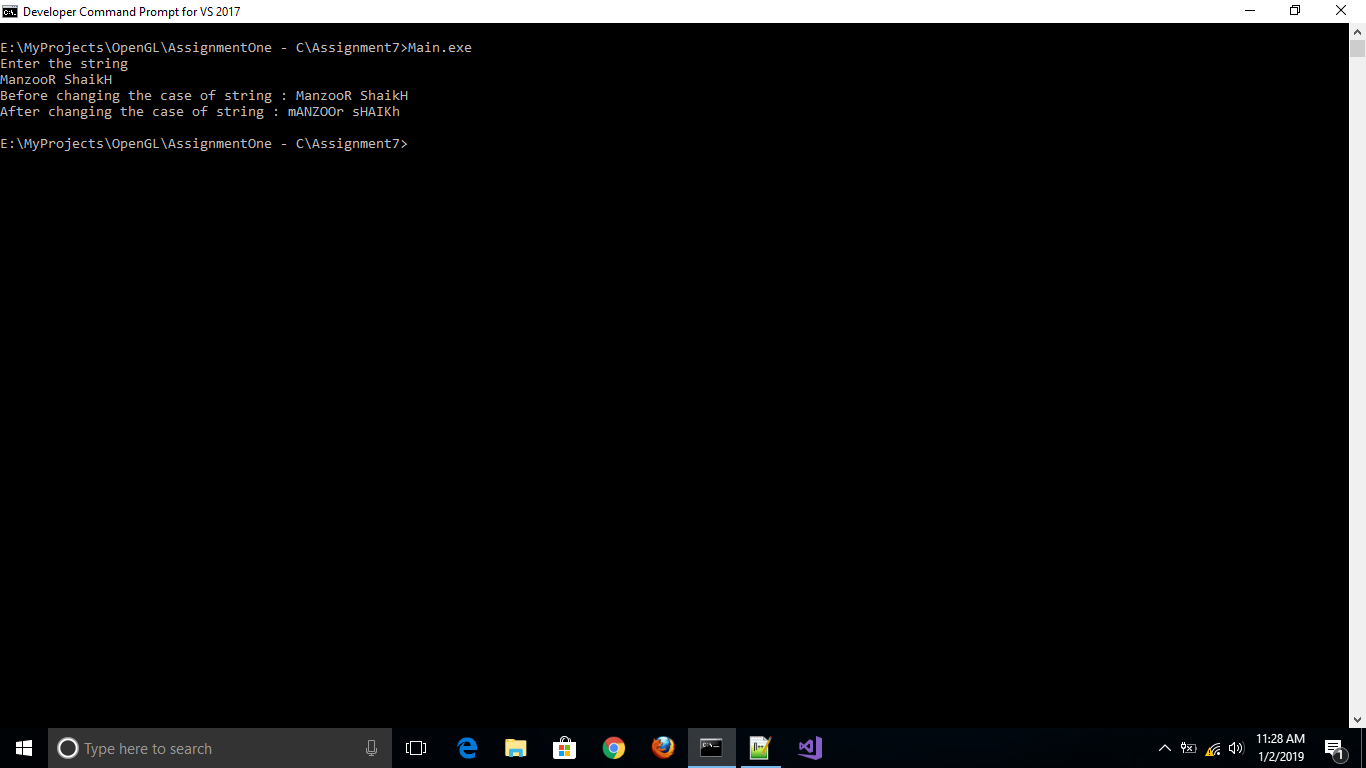 Developer Command Prompt for VS 2017
E:\MyProjects\OpenGL\AssignmentOne - C\Assignment7>Main.exe
Enter the string
ManzooR ShaikH
Before changing the case of string : ManzooR ShaikH
After changing the case of string : mANZOOr sHAIKh
E:\MyProjects\OpenGL\AssignmentOne - C\Assignment7>
Type here to search
11:28 AM
1/2/2019
1